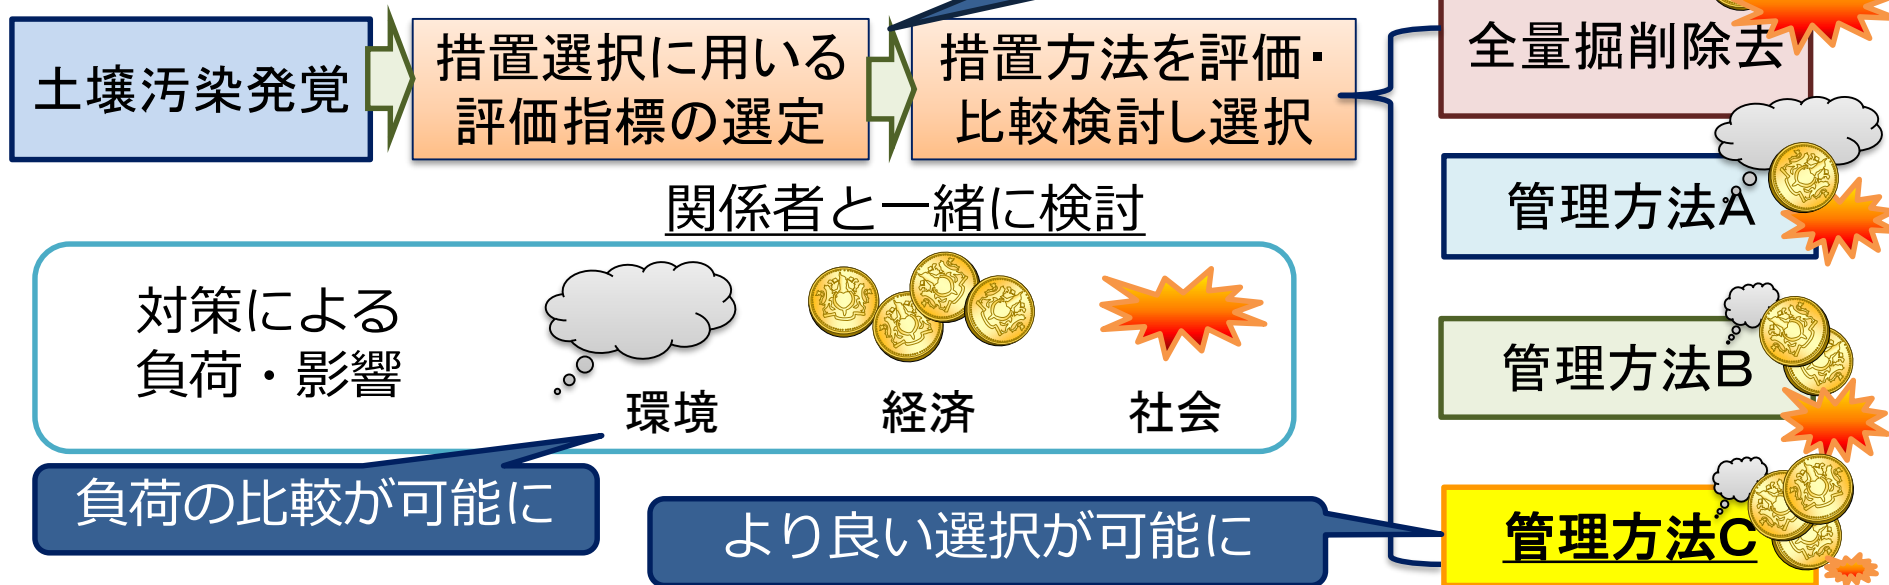 土壌汚染発覚
措置選択に用いる
評価指標の選定
措置方法を評価・
比較検討し選択
全量掘削除去
管理方法A
管理方法B
管理方法C
関係者と一緒に検討
対策による
負荷・影響
環境
経済
社会
負荷の比較が可能に
より良い選択が可能に